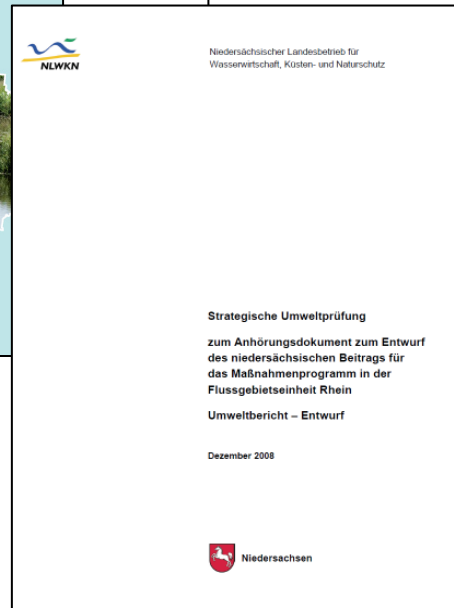 NLWKN
Niedersächsischer Landesbetrieb für
Wasserwirtschaft, Küsten- und Naturschutz
Strategische Umweltprüfung
zum Anhörungsdokument zum Entwurf
des niedersächsischen Beitrags für
das Maßnahmenprogramm in der
Flussgebietseinheit Rhein
Umweltbericht – Entwurf
Dezember 2008
Niedersachsen